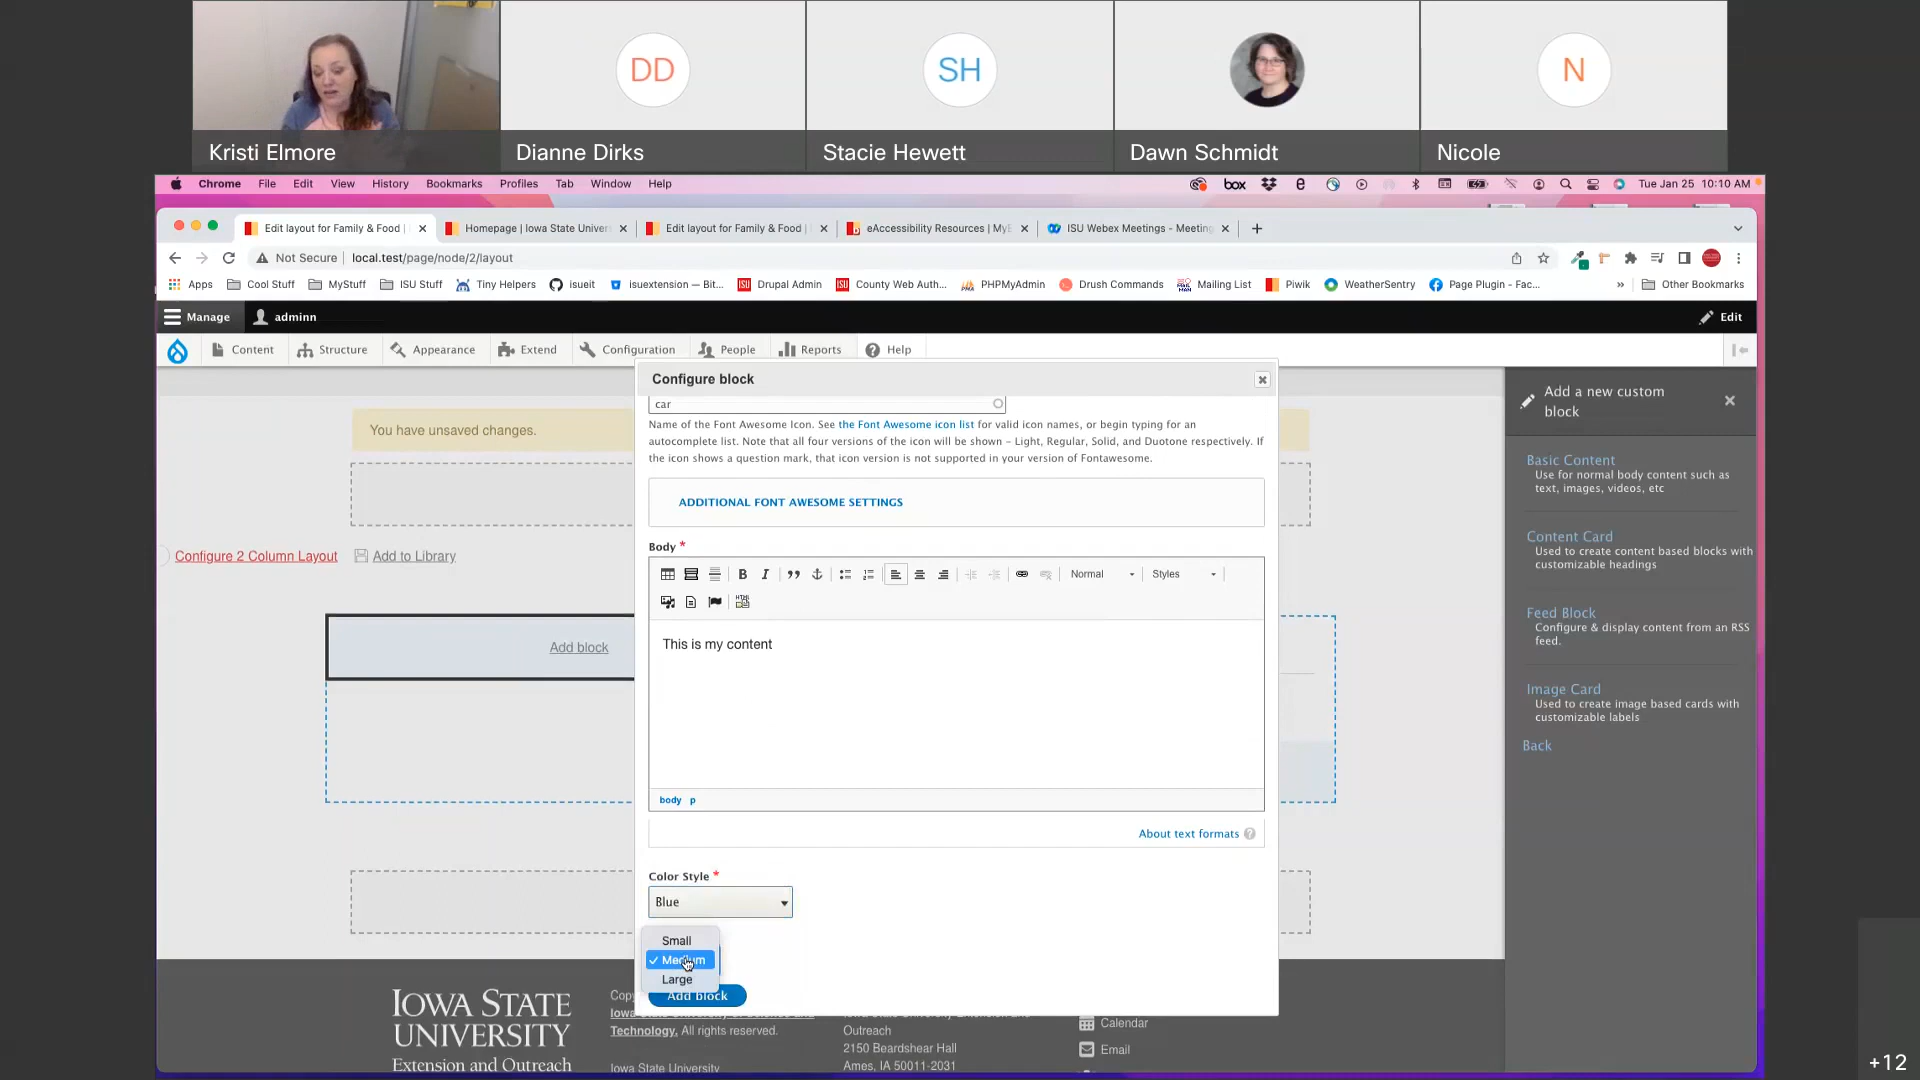 DD
SH
N
Kristi Elmore
Dianne Dirks
Stacie Hewett
Dawn Schmidt
Nicole
Chrome File Edit View History Bookmarks Profiles Tab Window Help
box
Tue Jan 25 10:10 AM
Edit layout for Family & Food |
Homepage | Iowa State Univers
Edit layout for Family & Food |
eAccessibility Resources | MyE
ISU Webex Meetings - Meeting
Not Secure local.test/page/node/2/layout
Apps Cool Stuff MyStuff ISU Stuff Tiny Helpers isueit isuextension — Bit... Drupal Admin County Web Auth... PHPMyAdmin Drush Commands Mailing List Piwik WeatherSentry Page Plugin - Fac... » Other Bookmarks
Manage adminn Edit
Content Structure Appearance Extend Configuration People Reports Help
Configure block
car
Name of the Font Awesome Icon. See the Font Awesome icon list for valid icon names, or begin typing for an
autocomplete list. Note that all four versions of the icon will be shown – Light, Regular, Solid, and Duotone respectively. If
the icon shows a question mark, that icon version is not supported in your version of Fontawesome.
ADDITIONAL FONT AWESOME SETTINGS
Body *
Normal Styles
This is my content
body p
About text formats ?
Color Style *
Blue
Small
Medium
Large
Add block
You have unsaved changes.
Configure 2 Column Layout Add to Library
Add block
Add a new custom
block
Basic Content
Use for normal body content such as
text, images, videos, etc
Content Card
Used to create content based blocks with
customizable headings
Feed Block
Configure & display content from an RSS
feed.
Image Card
Used to create image based cards with
customizable labels
Back
IOWA STATE
UNIVERSITY
Extension and Outreach
Technology. All rights reserved.
Iowa State University
Outreach
2150 Beardshear Hall
Ames, IA 50011-2031
Calendar
Email
+12